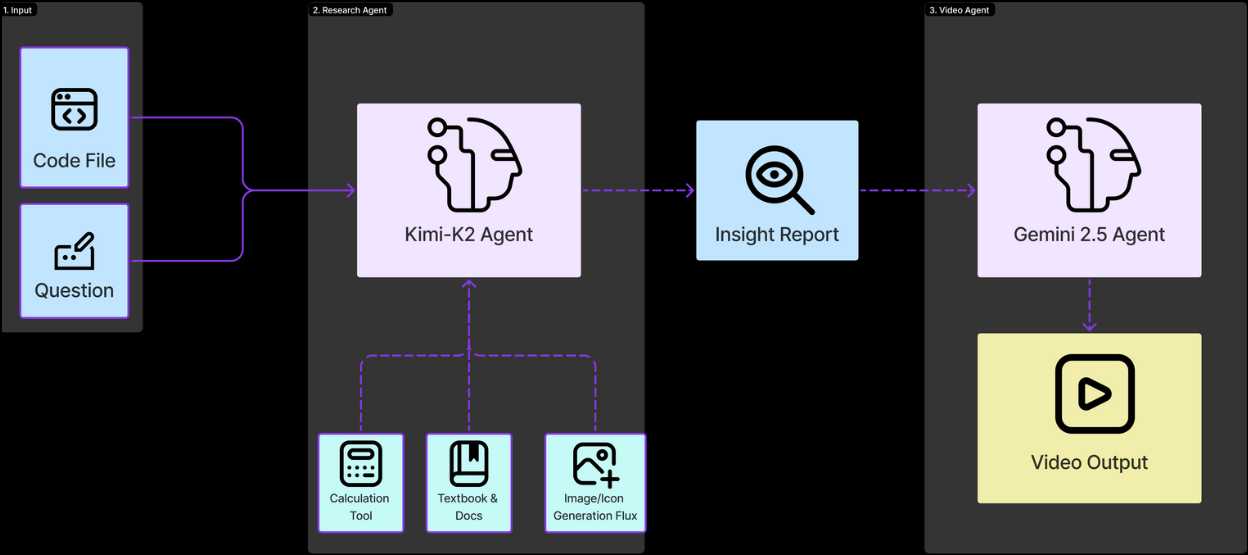 1. Input
2. Research Agent
3. Video Agent
Code File
Question
Kimi-K2 Agent
Insight Report
Gemini 2.5 Agent
Calculation
Tool
Textbook &
Docs
Image/Icon
Generation Flux
Video Output